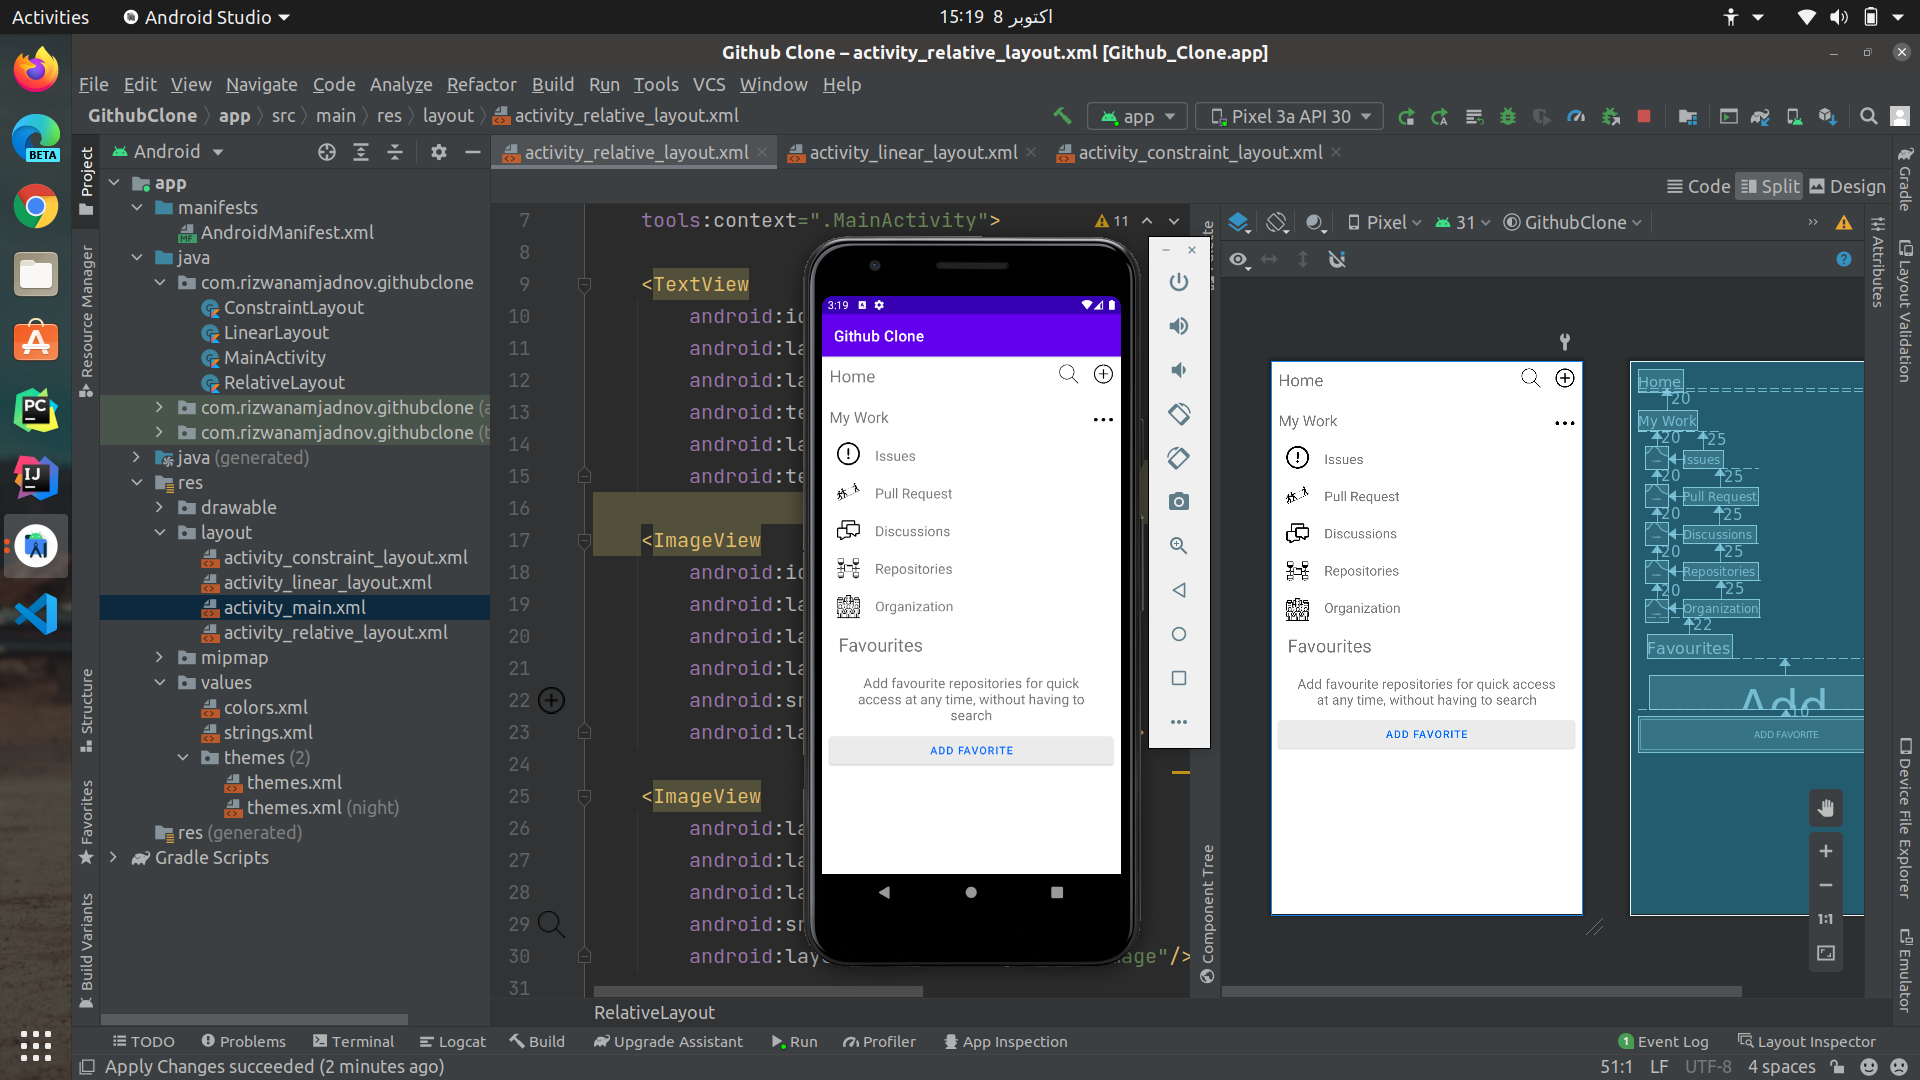 Activities
Android Studio
15:19 8 اکتوبر
BETA
Github Clone – activity_relative_layout.xml [Github_Clone.app]
File Edit View Navigate Code Analyze Refactor Build Run Tools VCS Window Help
GithubClone app src main res layout activity_relative_layout.xml
app
Pixel 3a API 30
Android
activity_relative_layout.xml
activity_linear_layout.xml
activity_constraint_layout.xml
Code
Split
Design
Project
Resource Manager
Structure
Favorites
Build Variants
app
manifests
AndroidManifest.xml
java
com.rizwanamjadnov.githubclone
ConstraintLayout
LinearLayout
MainActivity
RelativeLayout
com.rizwanamjadnov.githubclone (a
com.rizwanamjadnov.githubclone (t
java (generated)
res
drawable
layout
activity_constraint_layout.xml
activity_linear_layout.xml
activity_main.xml
activity_relative_layout.xml
mipmap
values
colors.xml
strings.xml
themes (2)
themes.xml
themes.xml (night)
res (generated)
Gradle Scripts
7 tools:context=".MainActivity">
11
8
9 <TextView
10 android:id
11 android:la
12 android:la
13 android:te
14 android:la
15 android:te
16
17 <ImageView
18 android:id
19 android:la
20 android:la
21 android:la
22 android:sr
23 android:la
24
25 <ImageView
26 android:la
27 android:la
28 android:la
29 android:sr
30 android:lay
mage"/>
31
RelativeLayout
3:19
Github Clone
Home
My Work
Issues
Pull Request
Discussions
Repositories
Organization
Favourites
Add favourite repositories for quick
access at any time, without having to
search
ADD FAVORITE
Component Tree
Pixel
31
GithubClone
Home
My Work
Issues
Pull Request
Discussions
Repositories
Organization
Favourites
Add favourite repositories for quick access
at any time, without having to search
ADD FAVORITE
Home
20
My Work
20 25
Issues
20 25
Pull Request
20 25
Discussions
20 25
Repositories
20 25
Organization
22
Favourites
Add
10
ADD FAVORITE
1:1
Gradle
Attributes
Layout Validation
Device File Explorer
Emulator
TODO
Problems
Terminal
Logcat
Build
Upgrade Assistant
Run
Profiler
App Inspection
1 Event Log
Layout Inspector
Apply Changes succeeded (2 minutes ago)
51:1 LF UTF-8 4 spaces